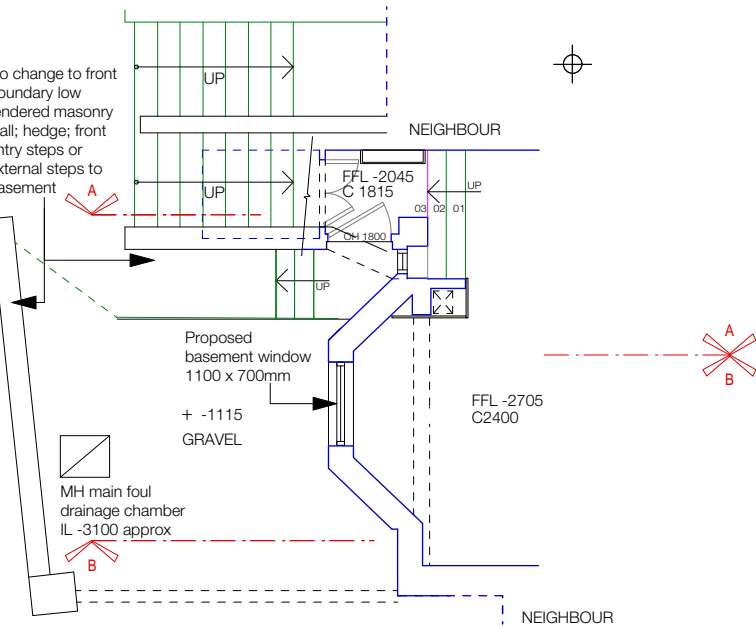 UP
o change to front
oundary low
endered masonry
all; hedge; front
ntry steps or
xternal steps to
asement
NEIGHBOUR
A
UP
FFL -2045
C 1815
UP
03 02 01
OH 1800
UP
A
B
Proposed
basement window
1100 x 700mm
+ -1115
GRAVEL
FFL -2705
C2400
MH main foul
drainage chamber
IL -3100 approx
B
NEIGHBOUR